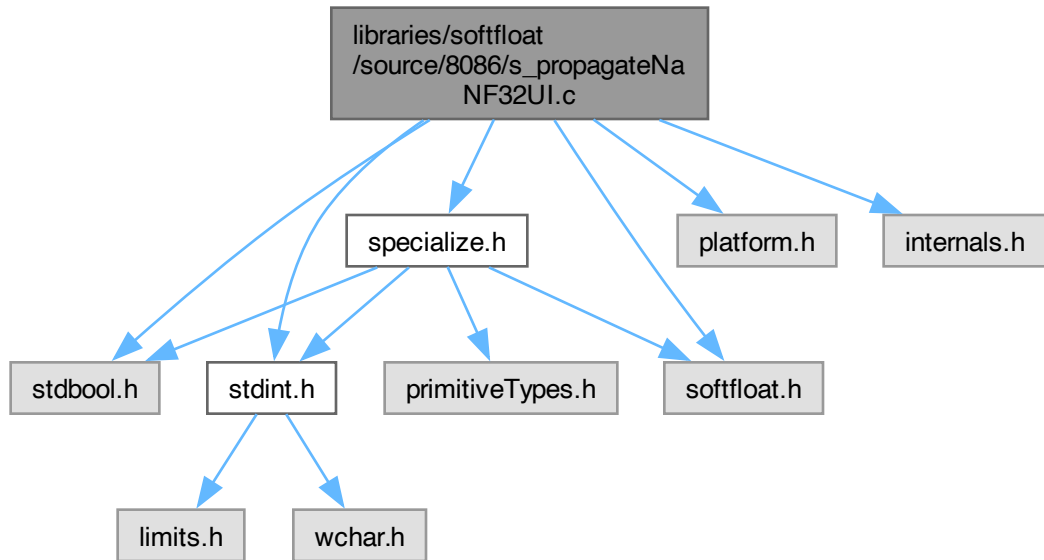 libraries/softfloat
/source/8086/s_propagateNa
NF32UI.c
specialize.h
platform.h
internals.h
stdbool.h
stdint.h
primitiveTypes.h
softfloat.h
limits.h
wchar.h